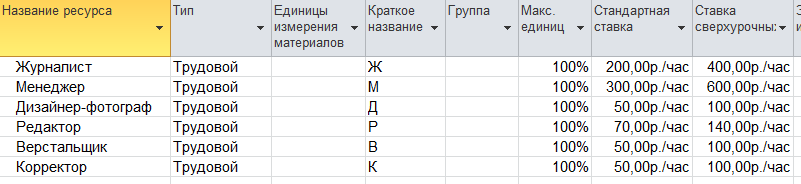 Название ресурса Тип Единицы измерения материалов Краткое название Группа Макс. единиц Стандартная ставка Ставка сверхурочных
Журналист Трудовой Ж 100% 200,00р./час 400,00р./час
Менеджер Трудовой М 100% 300,00р./час 600,00р./час
Дизайнер-фотограф Трудовой Д 100% 50,00р./час 100,00р./час
Редактор Трудовой Р 100% 70,00р./час 140,00р./час
Верстальщик Трудовой В 100% 50,00р./час 100,00р./час
Корректор Трудовой К 100% 50,00р./час 100,00р./час